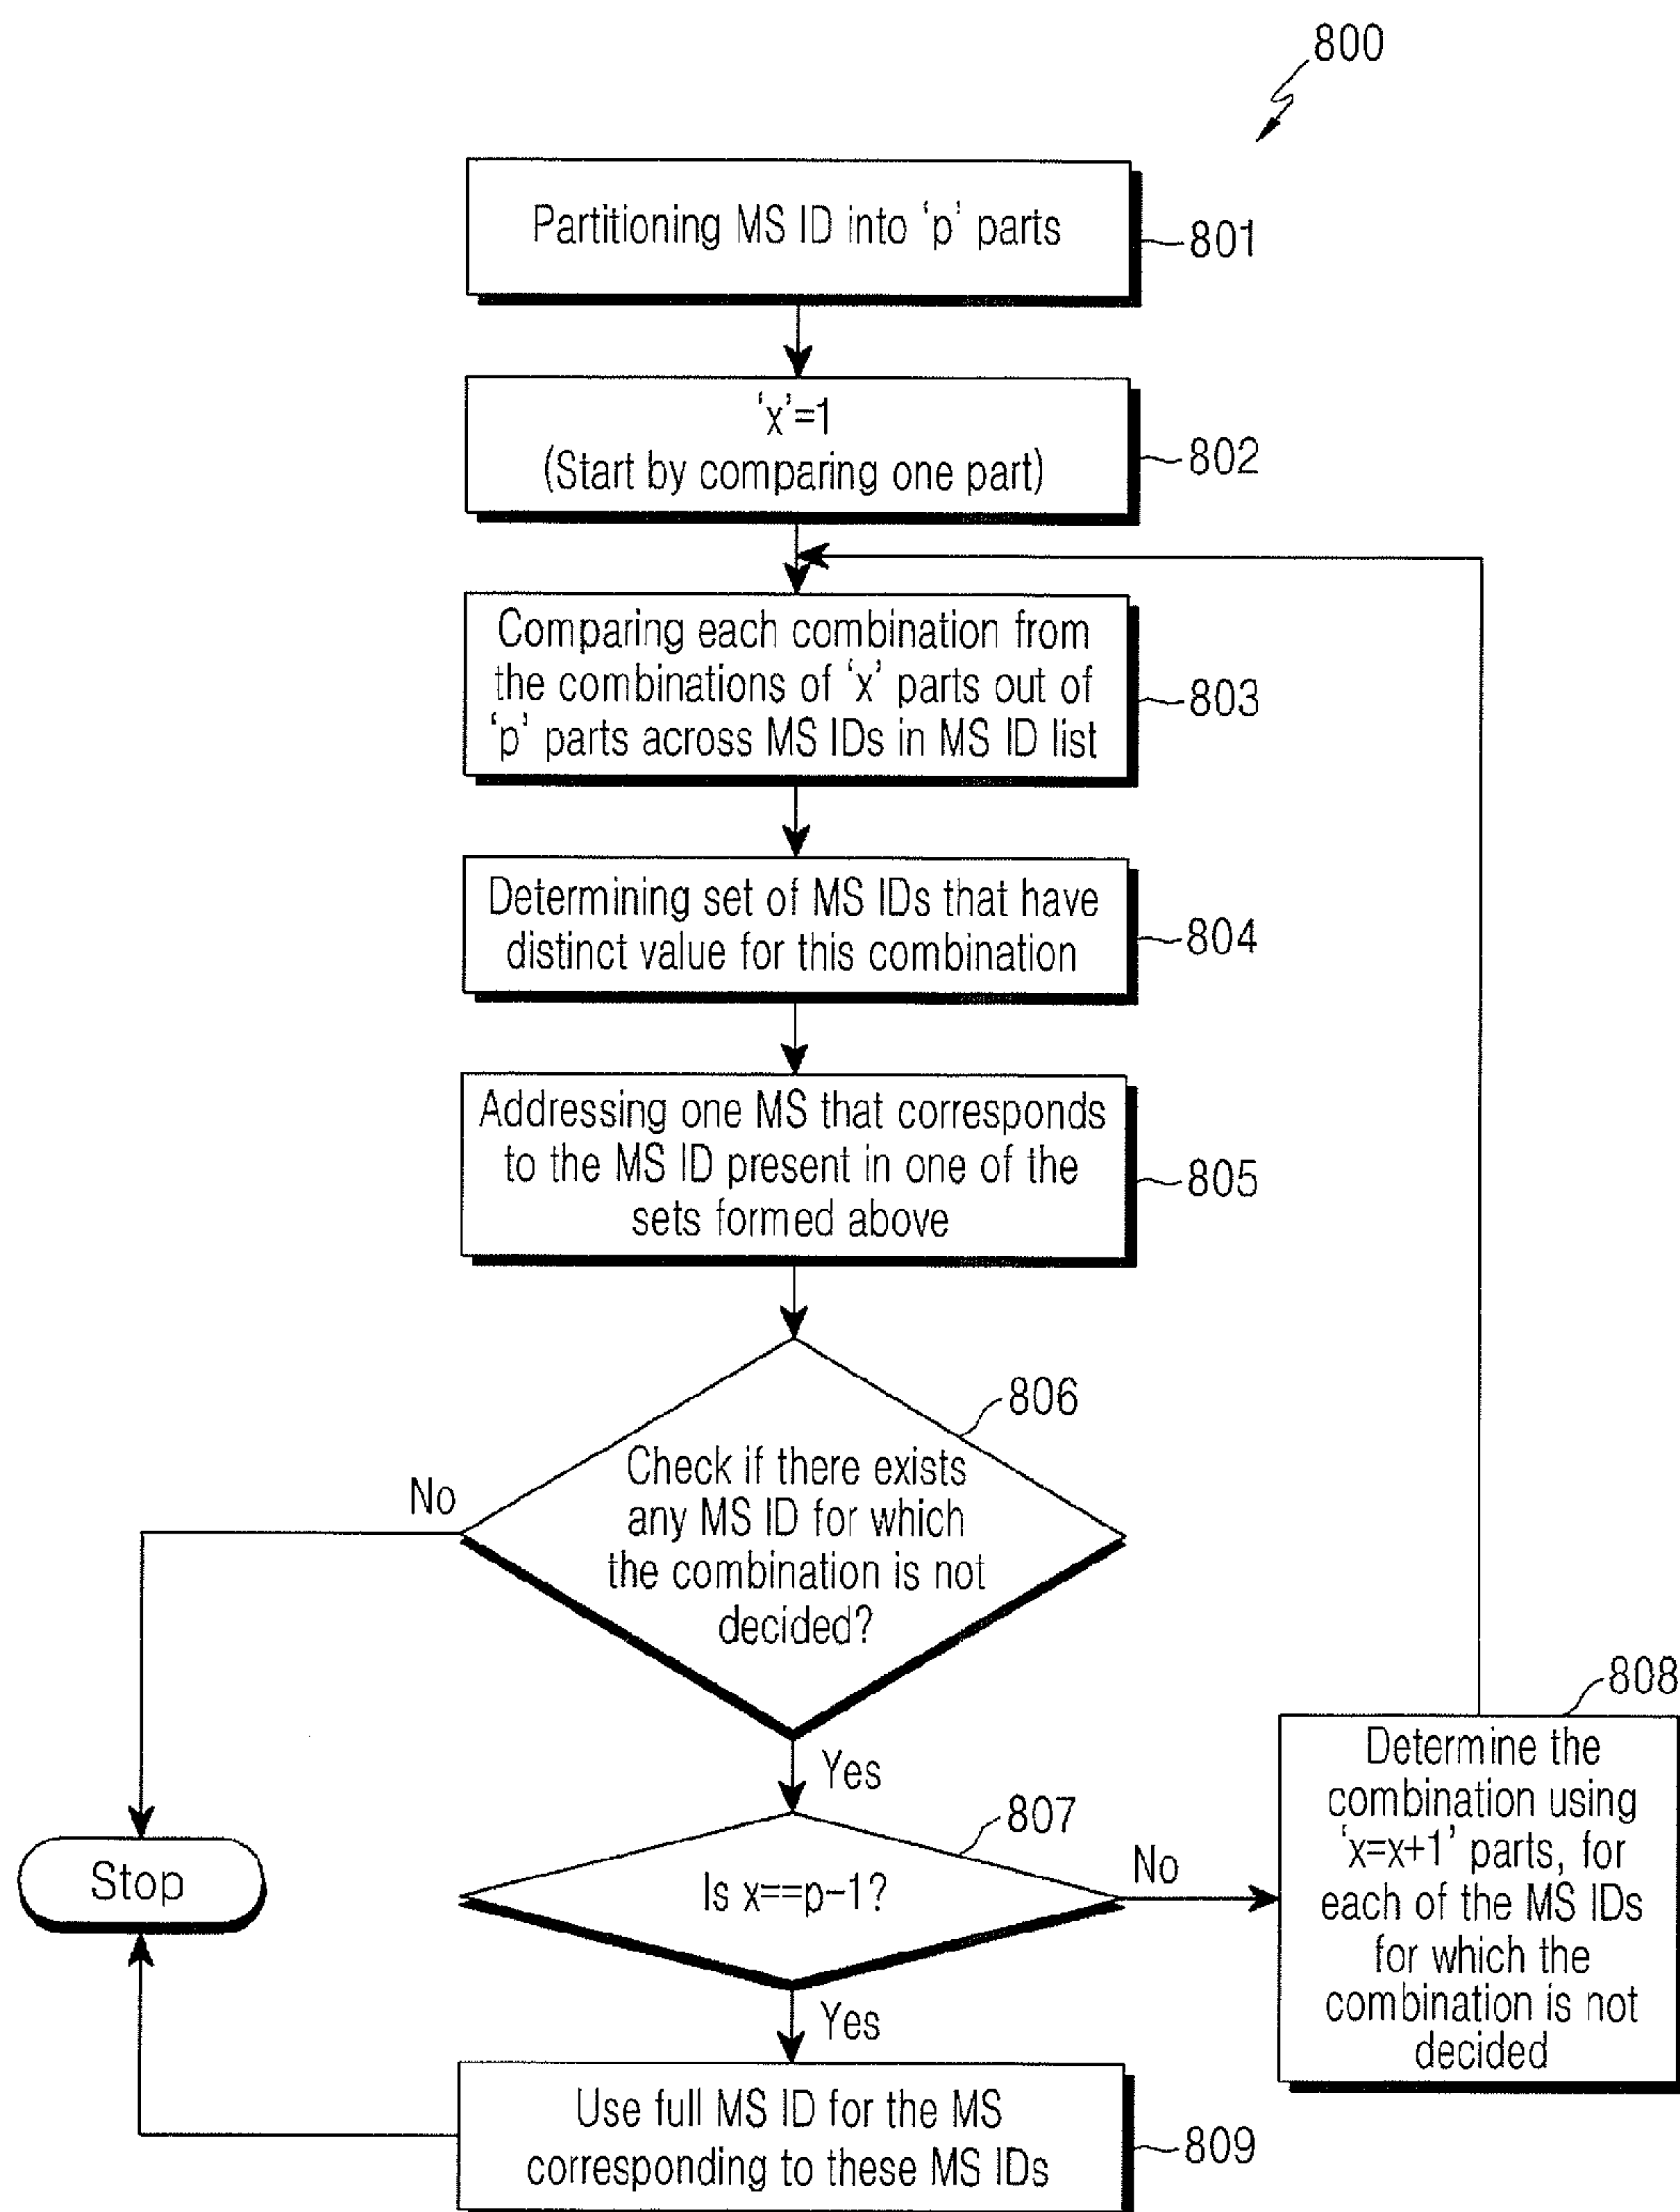 800
Partitioning MS ID into ‘p’ parts
801
‘x’=1
(Start by comparing one part)
802
Comparing each combination from
the combinations of ‘x’ parts out of
‘p’ parts across MS IDs in MS ID list
803
Determining set of MS IDs that have
distinct value for this combination
804
Addressing one MS that corresponds
to the MS ID present in one of the
sets formed above
805
806
Check if there exists
any MS ID for which
the combination is not
decided?
No
Yes
807
Is x==p-1?
No
Yes
808
Determine the
combination using
‘x=x+1’ parts, for
each of the MS IDs
for which the
combination is not
decided
Stop
Use full MS ID for the MS
corresponding to these MS IDs
809